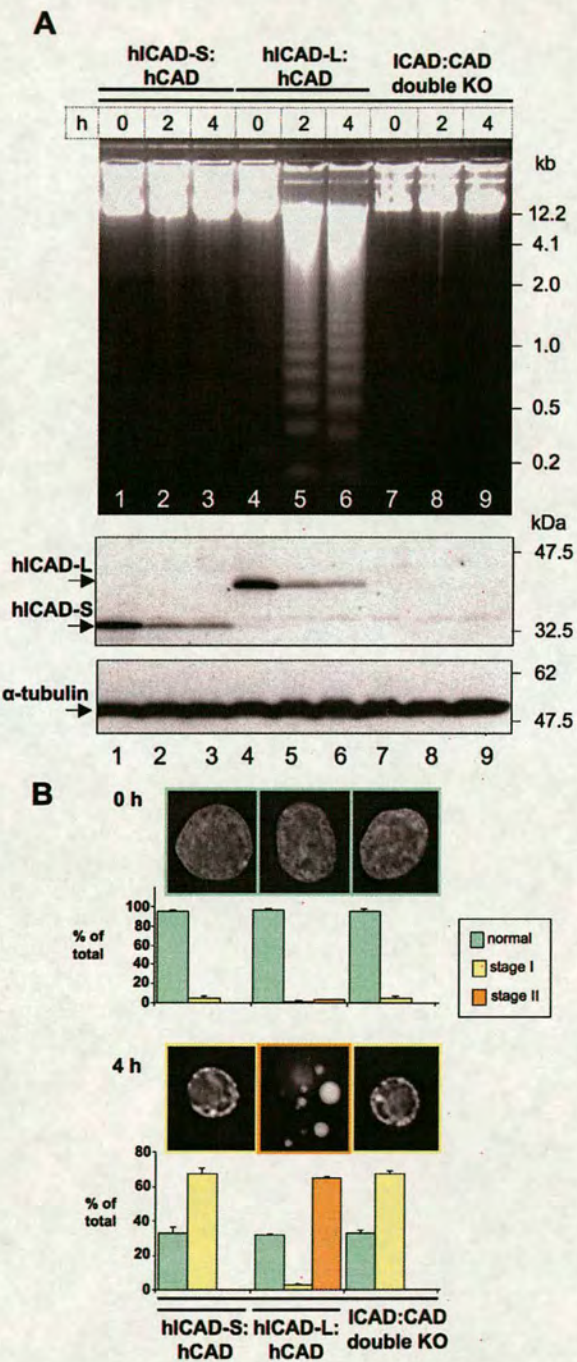 A
hICAD-S: hICAD-L: ICAD:CAD
hCAD hCAD double KO
h 0 2 4 0 2 4 0 2 4
kb
12.2
4.1
2.0
1.0
0.5
0.2
1 2 3 4 5 6 7 8 9
kDa
47.5
hICAD-L
hICAD-S
32.5
62
α-tubulin
47.5
1 2 3 4 5 6 7 8 9
B
0 h
100
80
60
40
20
0
% of
total
normal
stage I
stage II
4 h
80
60
40
20
0
% of
total
hICAD-S: hICAD-L: ICAD:CAD
hCAD hCAD double KO